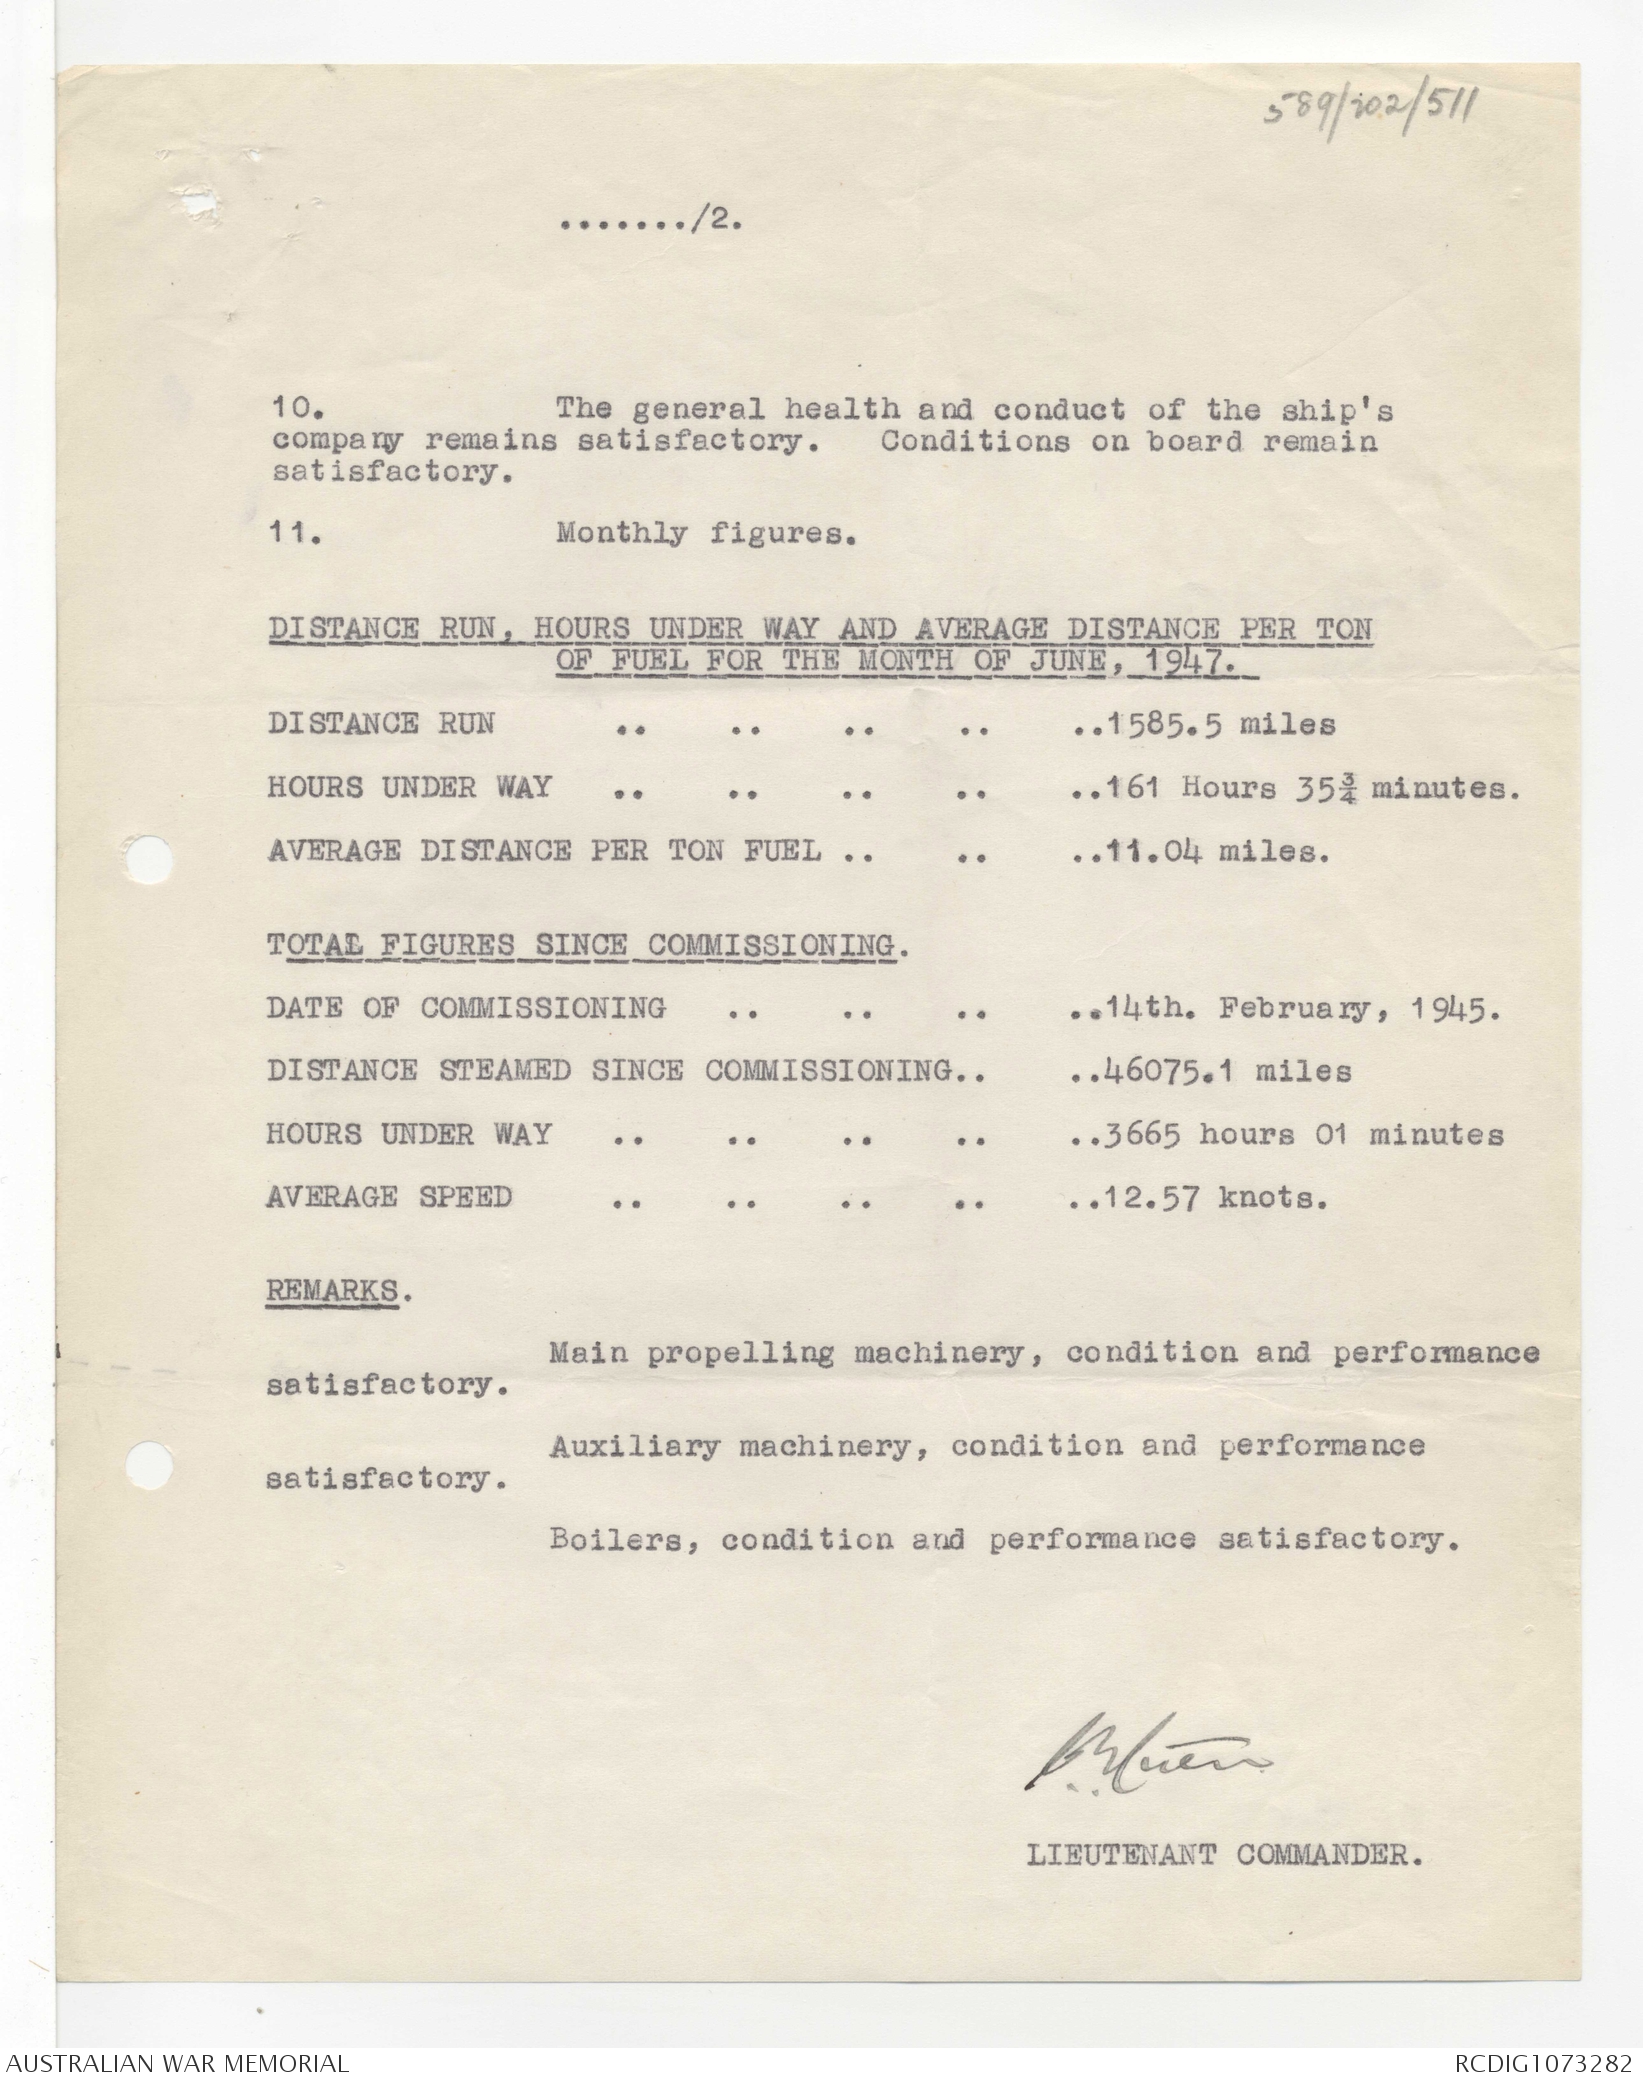 589/202/511
......./2.
10. The general health and conduct of the ship's
company remains satisfactory. Conditions on board remain
satisfactory.
11. Monthly figures.
DISTANCE RUN, HOURS UNDER WAY AND AVERAGE DISTANCE PER TON
OF FUEL FOR THE MONTH OF JUNE, 1947.
DISTANCE RUN .. .. .. .. ..1585.5 miles
HOURS UNDER WAY .. .. .. .. ..161 Hours 35¾ minutes.
AVERAGE DISTANCE PER TON FUEL .. .. ..11.04 miles.
TOTAL FIGURES SINCE COMMISSIONING.
DATE OF COMMISSIONING .. .. .. ..14th. February, 1945.
DISTANCE STEAMED SINCE COMMISSIONING.. ..46075.1 miles
HOURS UNDER WAY .. .. .. .. ..3665 hours 01 minutes
AVERAGE SPEED .. .. .. .. ..12.57 knots.
REMARKS.
Main propelling machinery, condition and performance
satisfactory.
Auxiliary machinery, condition and performance
satisfactory.
Boilers, condition and performance satisfactory.
LIEUTENANT COMMANDER.
AUSTRALIAN WAR MEMORIAL
RCDIG1073282